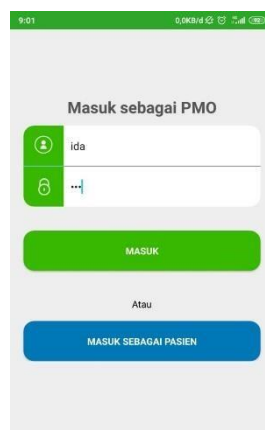 9:01 0,0KB/d
Masuk sebagai PMO
ida
•••
MASUK
Atau
MASUK SEBAGAI PASIEN